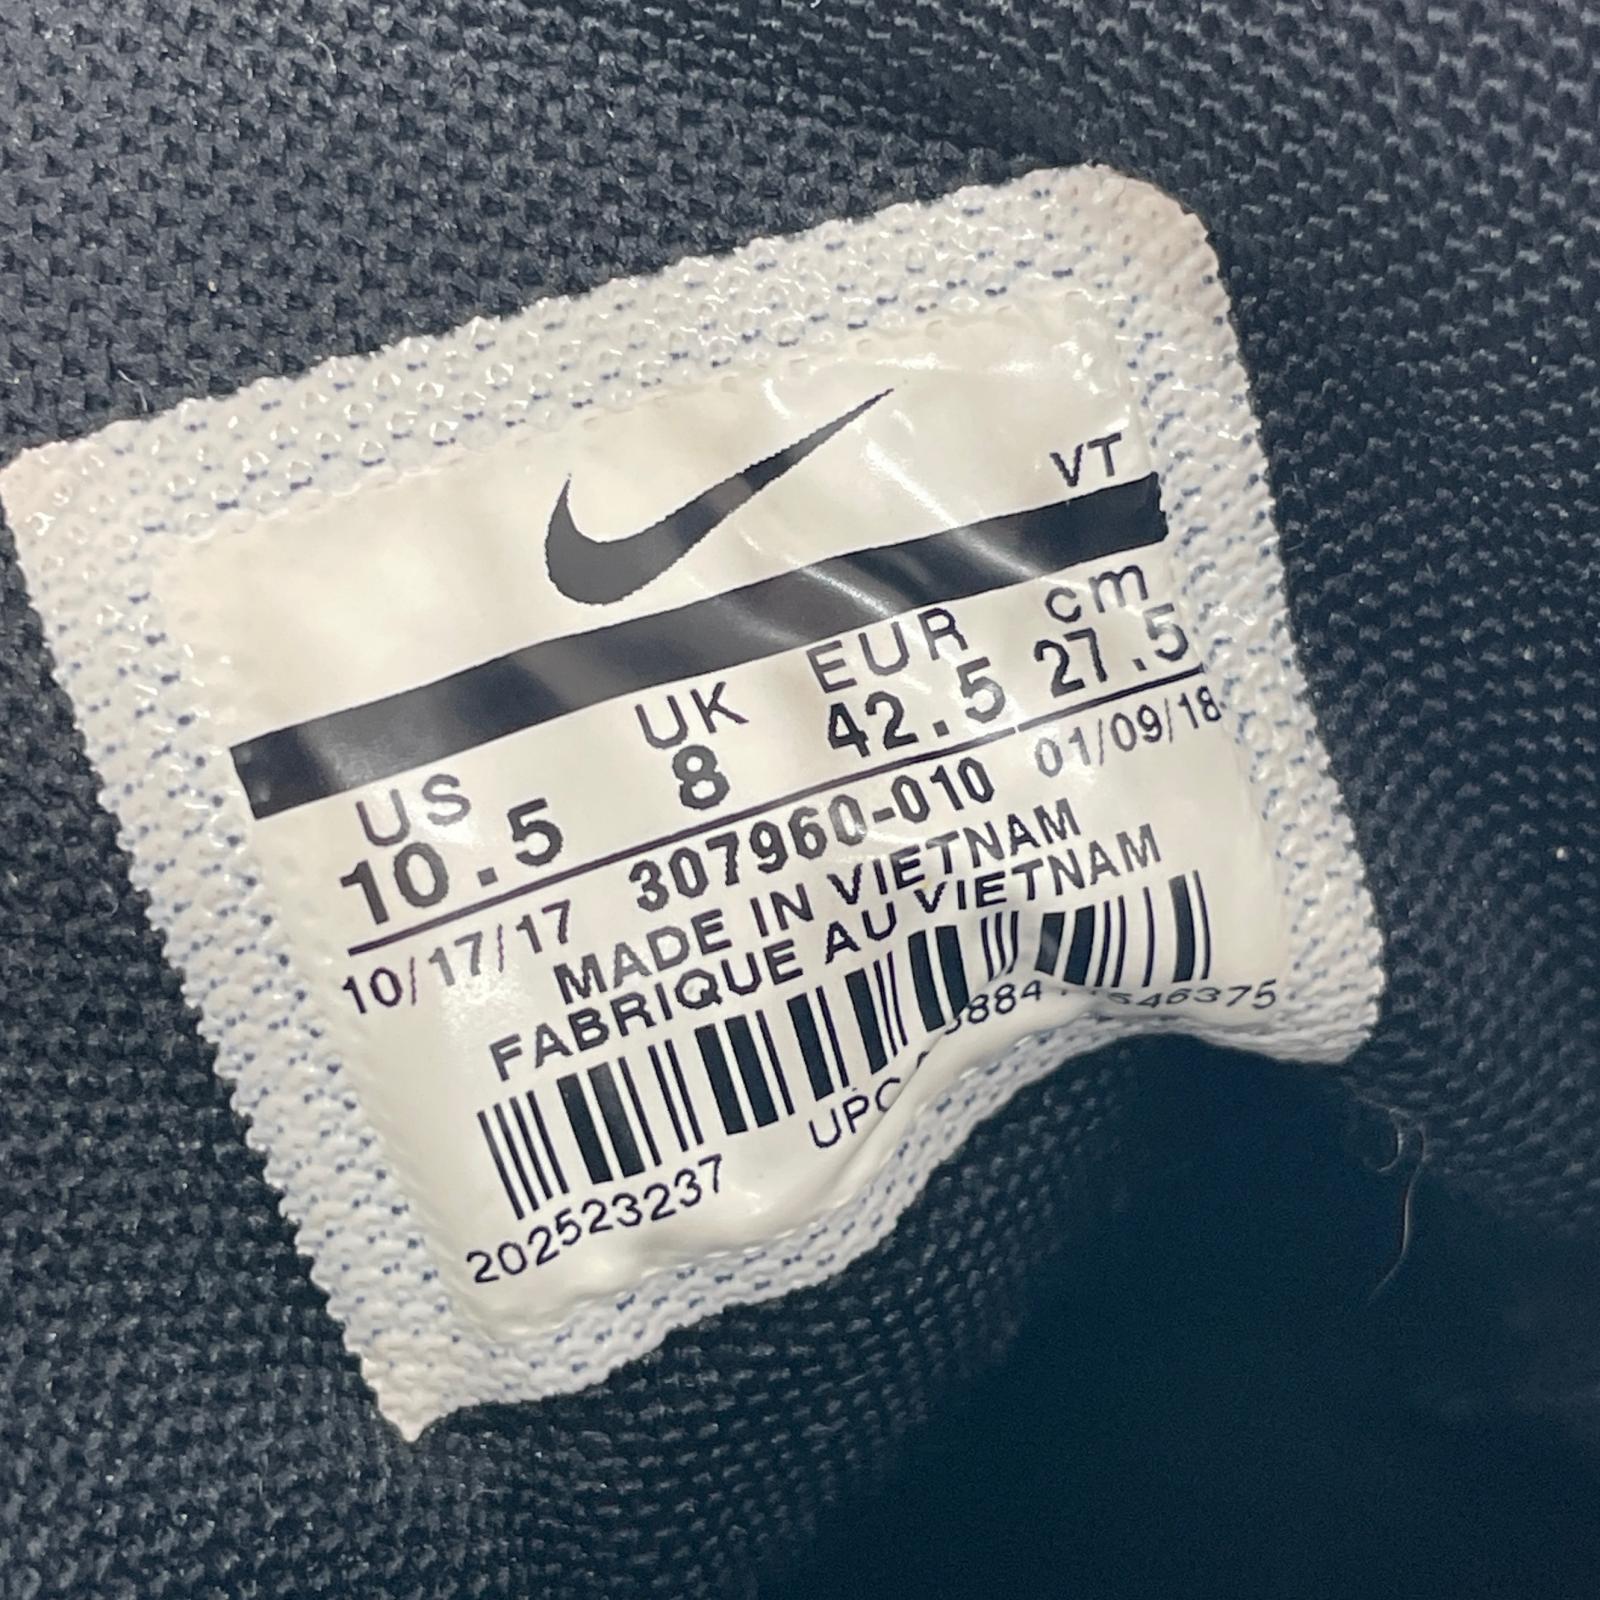 VT
US UK EUR cm
10.5 8 42.5 27.5
10/17/17 307960-010 01/09/18
MADE IN VIETNAM
FABRIQUE AU VIETNAM
202523237 UPC